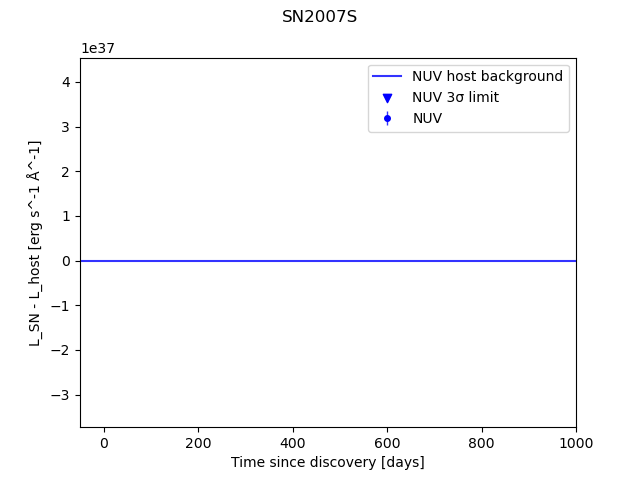 SN2007S
1e37
NUV host background
NUV 3σ limit
NUV
4
3
2
1
0
−1
−2
−3
L_SN - L_host [erg s^-1 Å^-1]
0 200 400 600 800 1000
Time since discovery [days]